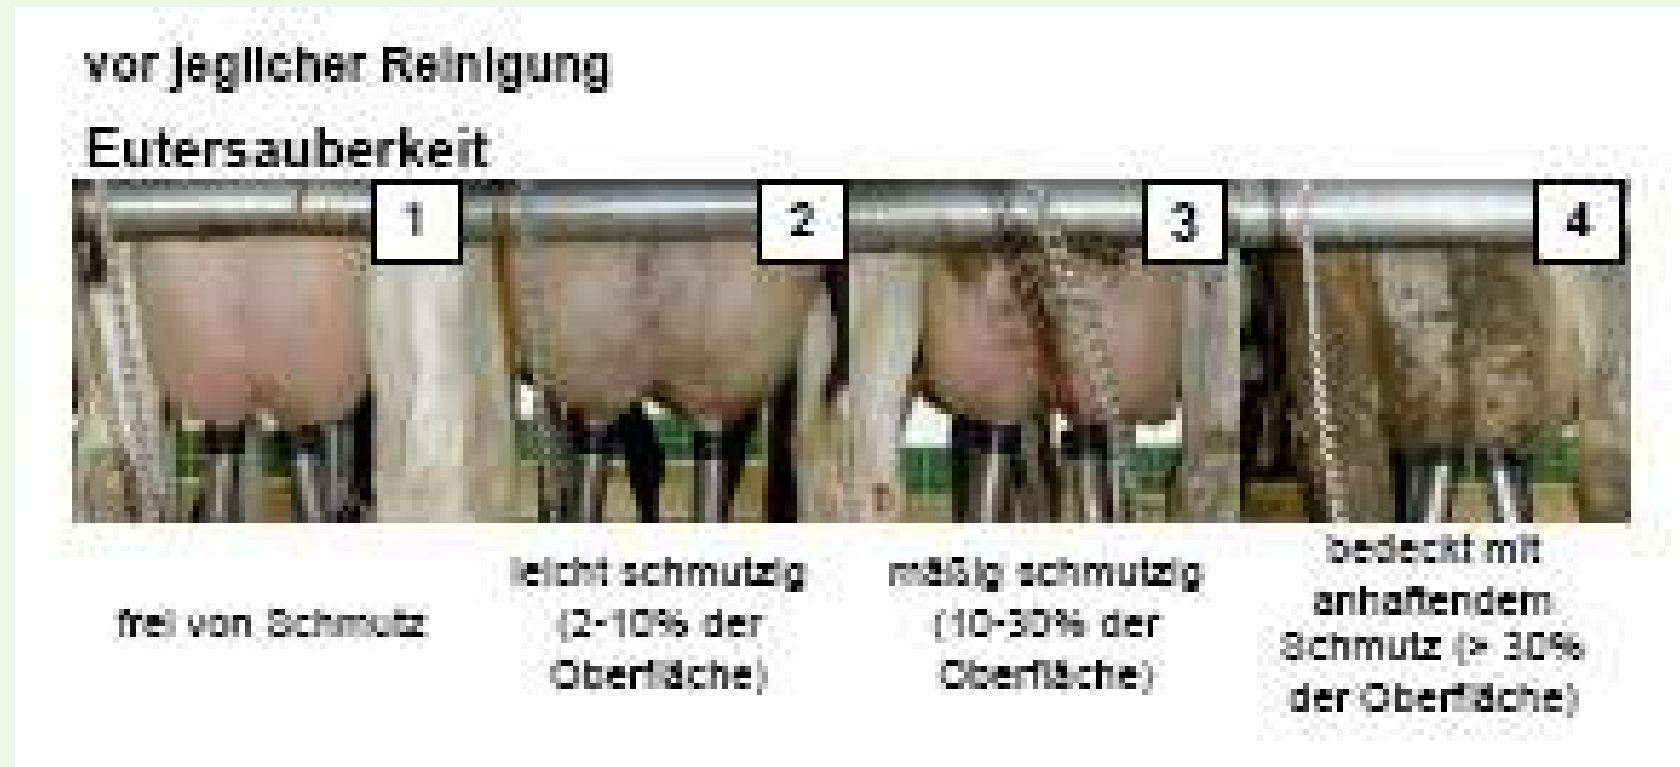 vor jeglicher Reinigung
Eutersauberkeit
1
2
3
4
frei von Schmutz
leicht schmutzig
(2-10% der
Oberfläche)
mäßig schmutzig
(10-30% der
Oberfläche)
bedeckt mit
anhaftendem
Schmutz (> 30%
der Oberfläche)